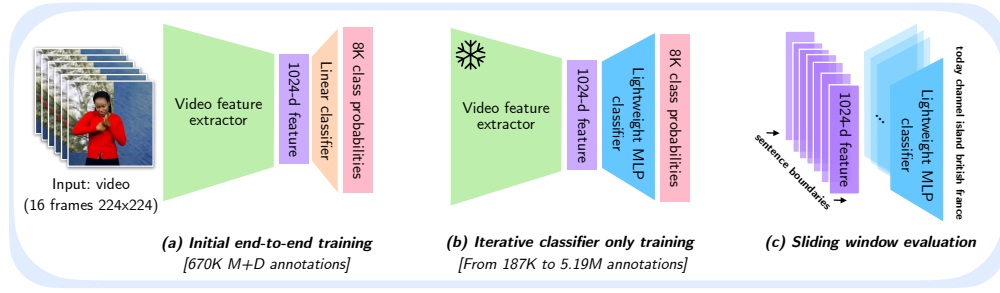 Input: video
(16 frames 224x224)
Video feature
extractor
1024-d feature
Linear classifier
8K class probabilities
(a) Initial end-to-end training
[670K M+D annotations]
Video feature
extractor
1024-d feature
Lightweight MLP
classifier
8K class probabilities
(b) Iterative classifier only training
[From 187K to 5.19M annotations]
sentence boundaries
1024-d feature
...
Lightweight MLP
classifier
today channel island british france
(c) Sliding window evaluation